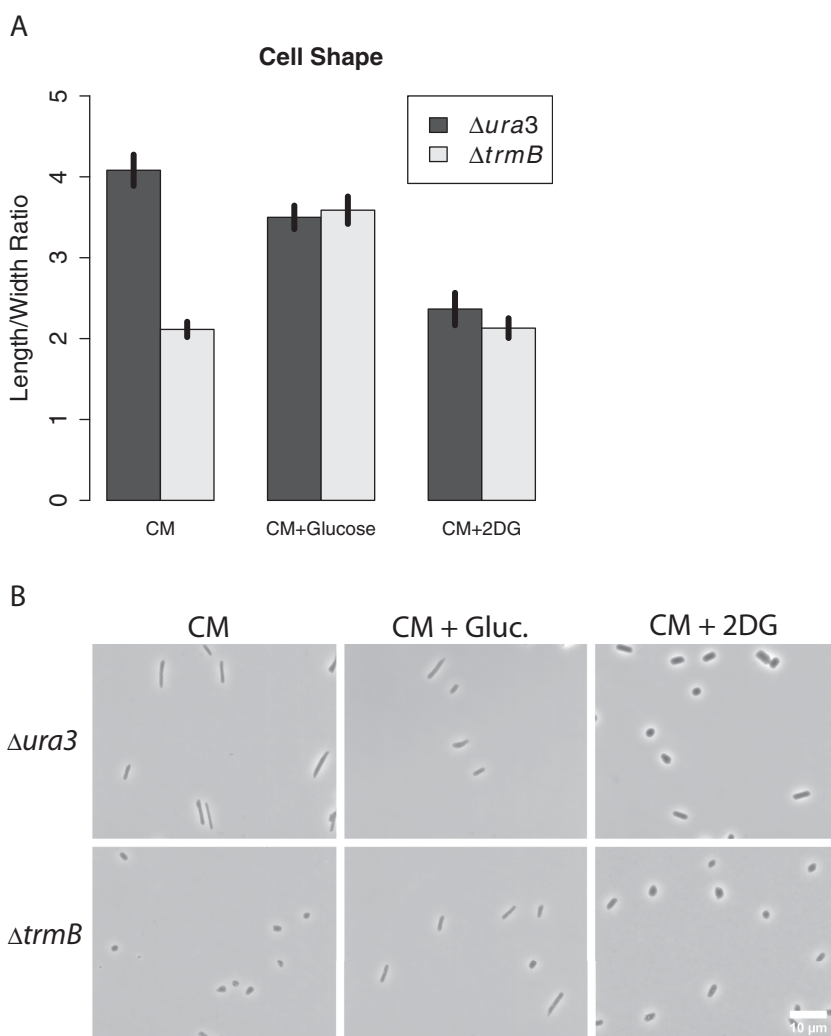 A
Cell Shape
Length/Width Ratio
5
4
3
2
1
0
Δura3
ΔtrmB
CM
CM+Glucose
CM+2DG
B
CM
CM + Gluc.
CM + 2DG
Δura3
ΔtrmB
10 μm